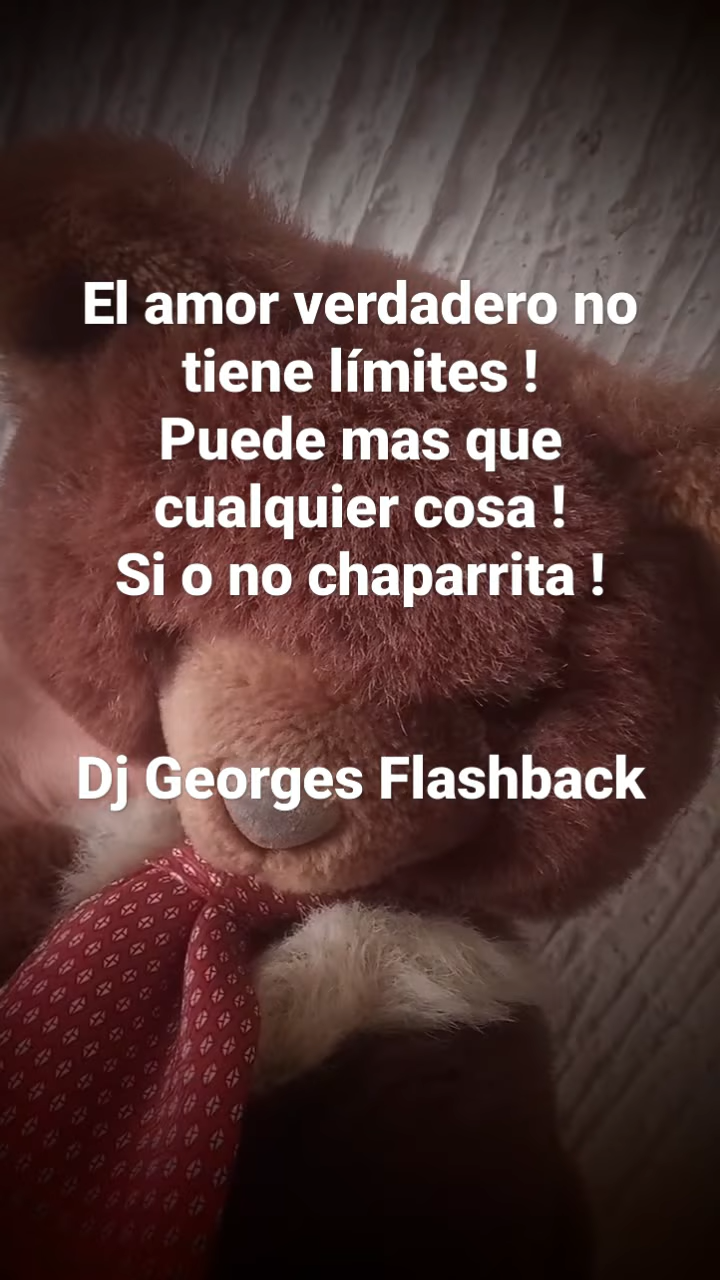 El amor verdadero no
tiene límites !
Puede mas que
cualquier cosa !
Si o no chaparrita !
Dj Georges Flashback